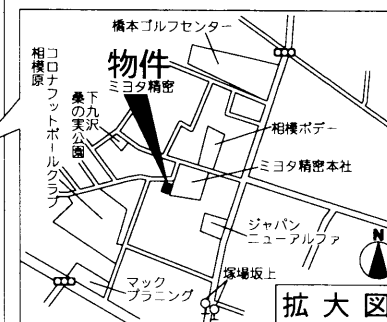 橋本ゴルフセンター
物件
ミヨタ精密
コロナフットボールクラブ
相模原
下九沢
桑の実公園
相模ボデー
ミヨタ精密本社
ジャパン
ニューアルファ
塚場坂上
マック
プラニング
N
拡大図